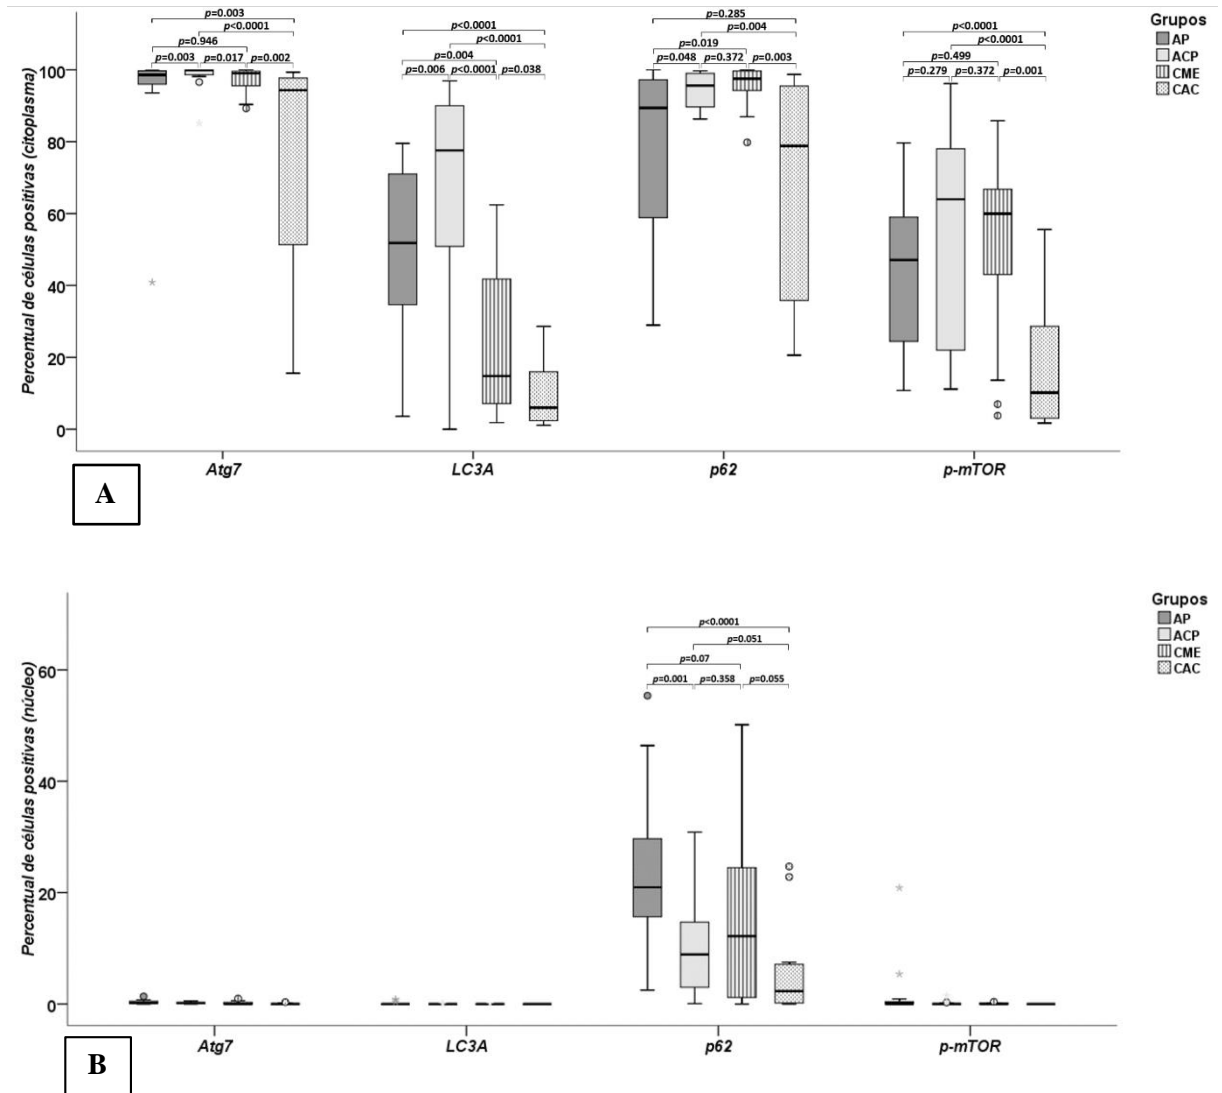 p=0.003
p<0.0001
p=0.946
p=0.003 p=0.017 p=0.002
p<0.0001
p<0.0001
p=0.004
p=0.006 p<0.0001 p=0.038
p=0.285
p=0.004
p=0.019
p=0.048 p=0.372 p=0.003
p<0.0001
p<0.0001
p=0.499
p=0.279 p=0.372 p=0.001
Grupos
AP
ACP
CME
CAC
Percentual de células positivas (citoplasma)
100
80
60
40
20
0
Atg7 LC3A p62 p-mTOR
A
p<0.0001
p=0.051
p=0.07
p=0.001 p=0.358 p=0.055
Grupos
AP
ACP
CME
CAC
Percentual de células positivas (núcleo)
60
40
20
0
Atg7 LC3A p62 p-mTOR
B